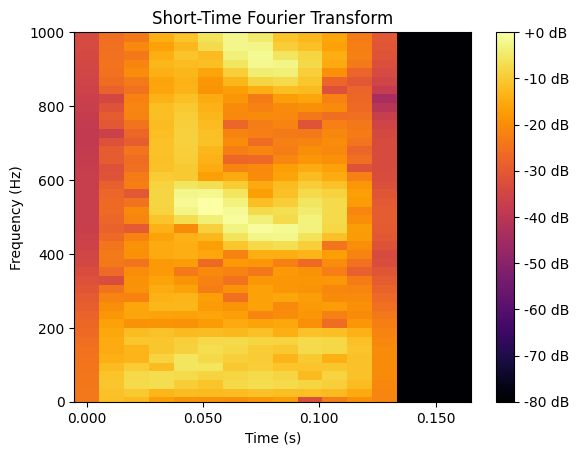 Short-Time Fourier Transform
1000
800
600
400
200
0
Frequency (Hz)
0.000
0.050
0.100
0.150
Time (s)
+0 dB
-10 dB
-20 dB
-30 dB
-40 dB
-50 dB
-60 dB
-70 dB
-80 dB